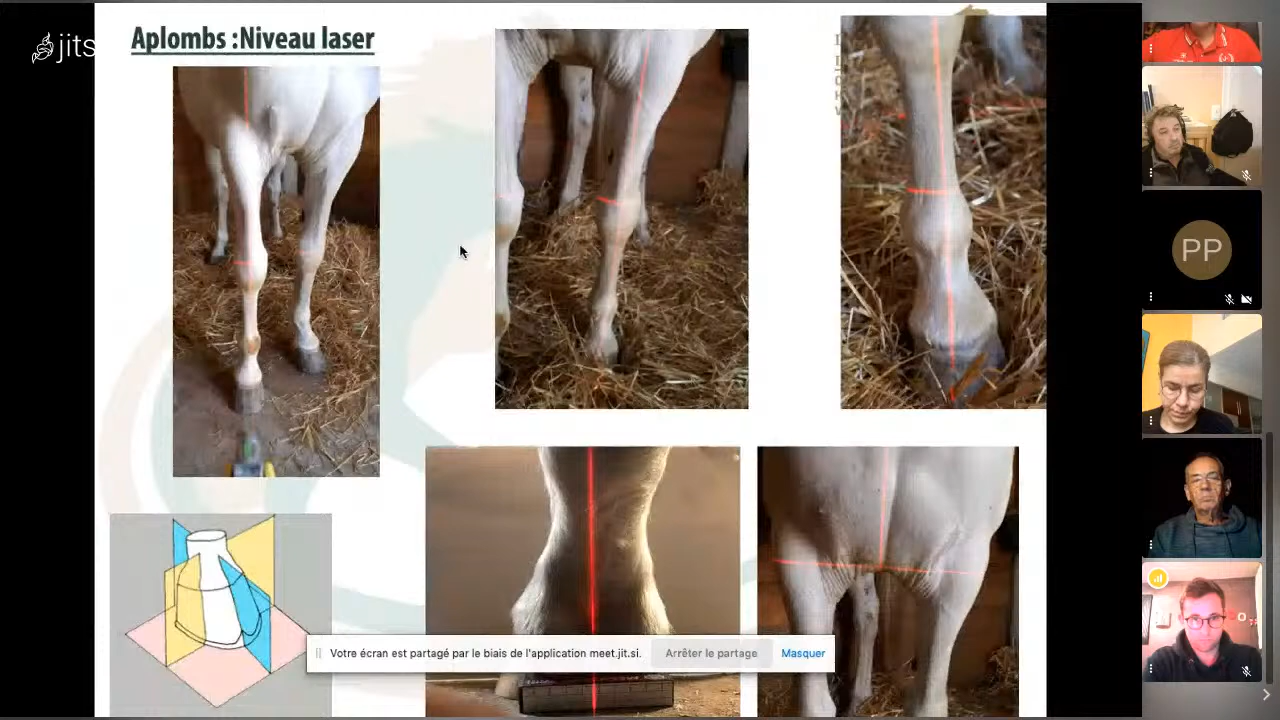 jits
Aplombs :Niveau laser
PP
Votre écran est partagé par le biais de l'application meet.jit.si.
Arrêter le partage
Masquer